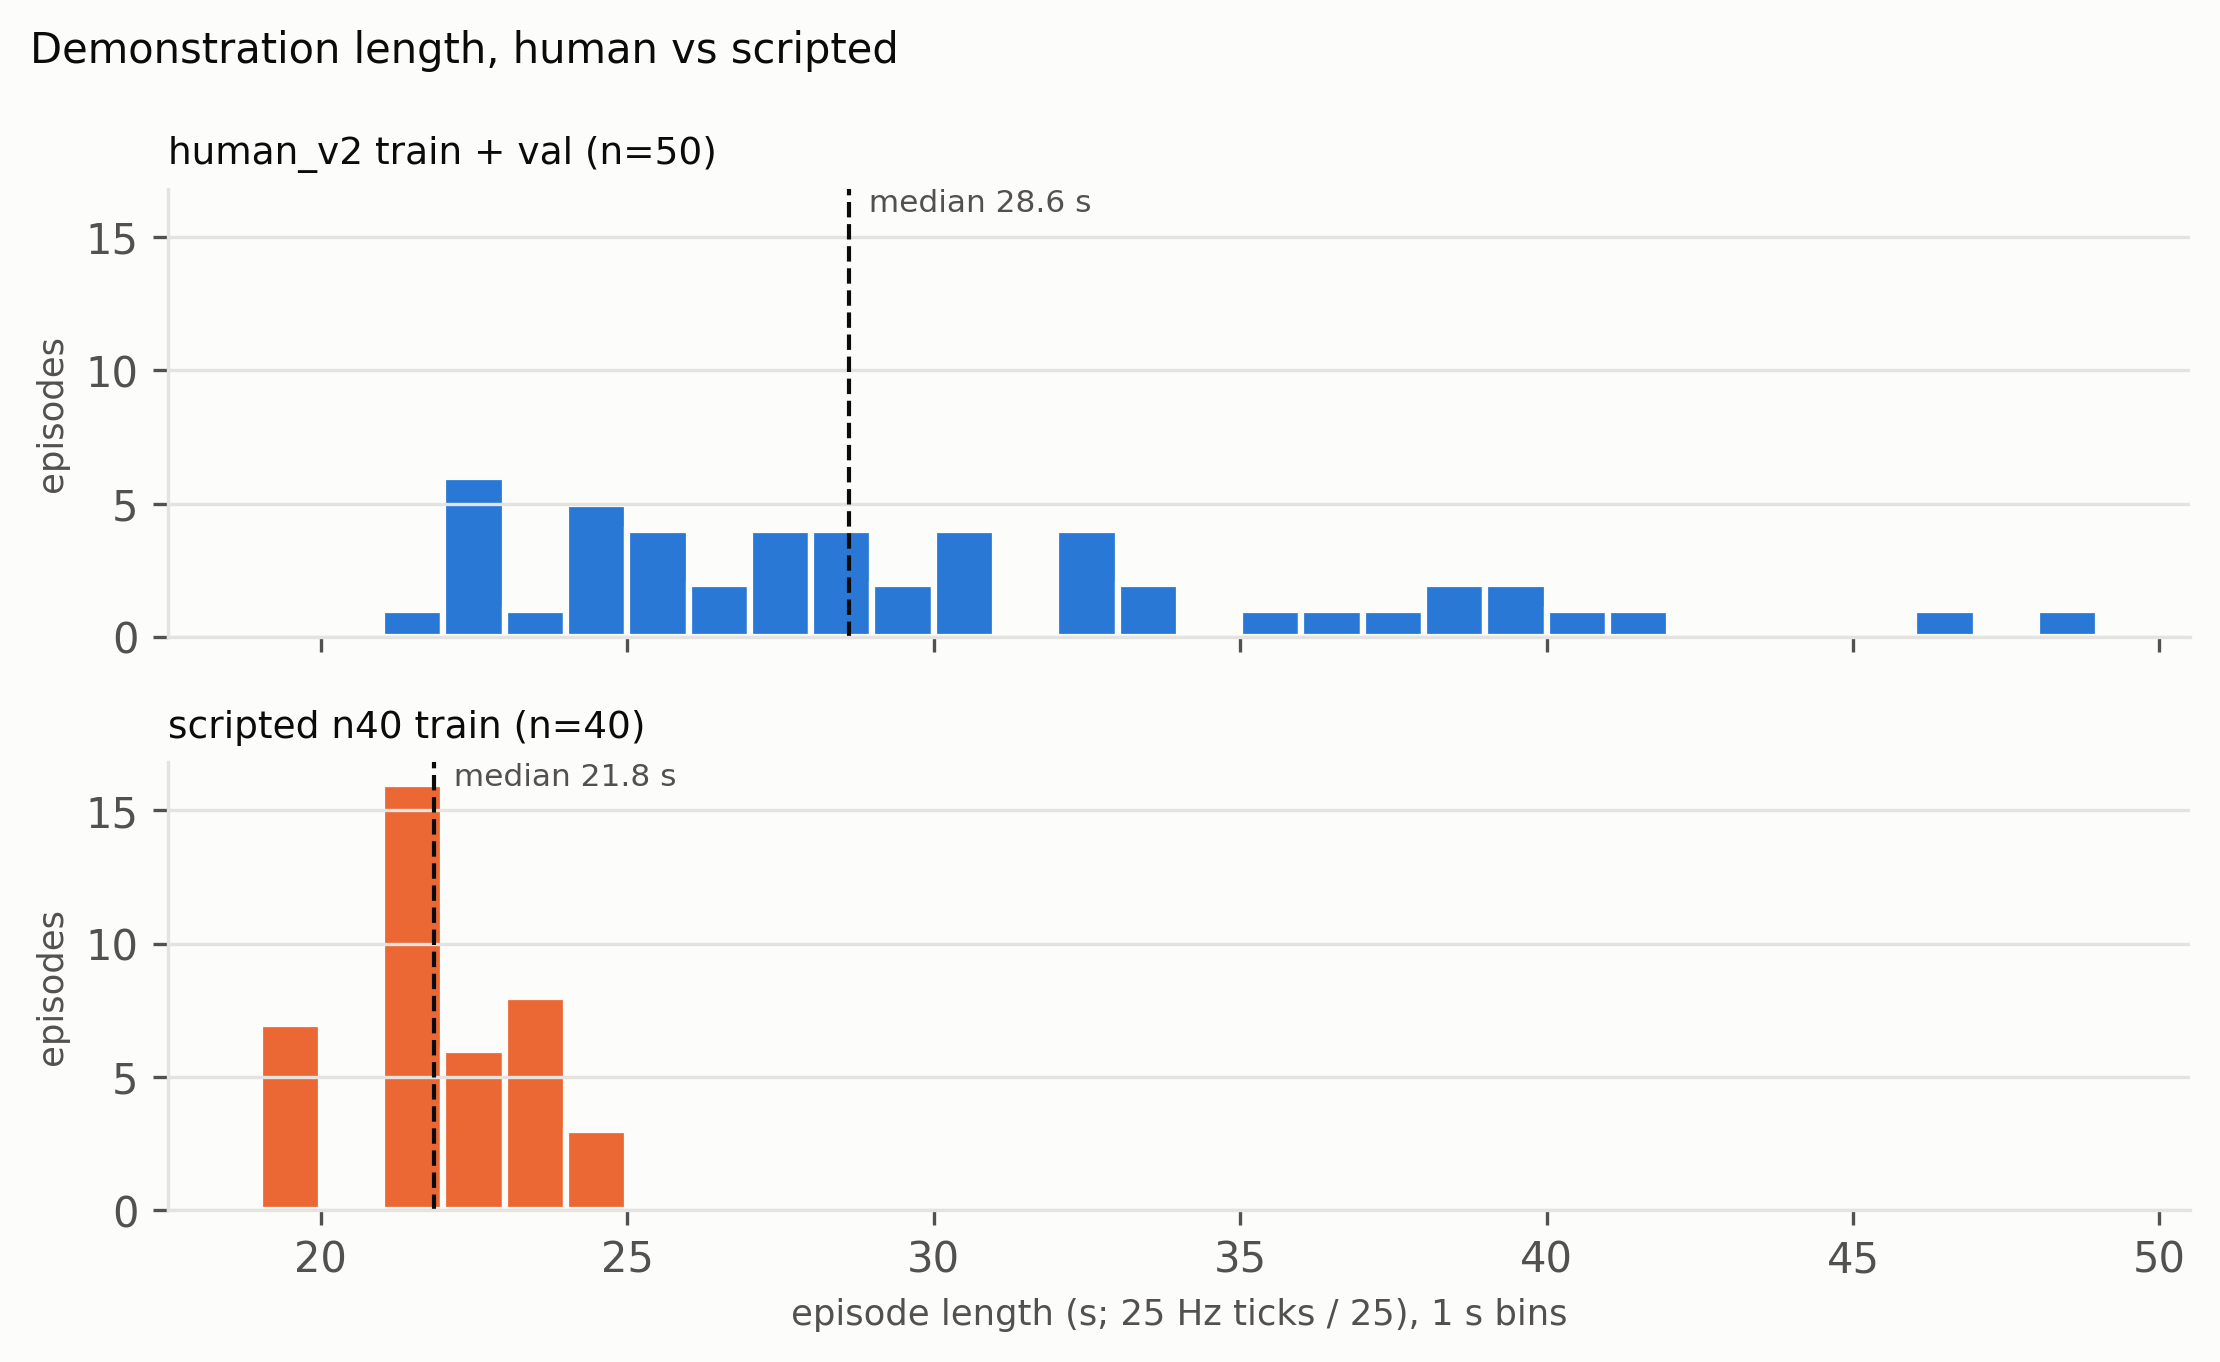 Demonstration length, human vs scripted
human_v2 train + val (n=50)
median 28.6 s
15
10
5
0
episodes
scripted n40 train (n=40)
median 21.8 s
15
10
5
0
episodes
20 25 30 35 40 45 50
episode length (s; 25 Hz ticks / 25), 1 s bins